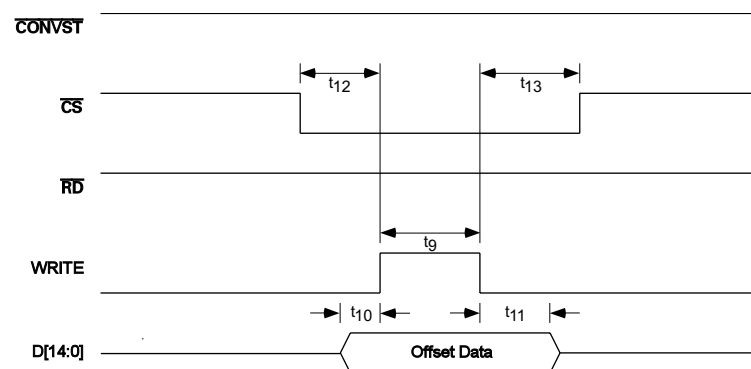 CONVST
t12 t13
CS
RD
t9
WRITE
t10 t11
D[14:0] Offset Data